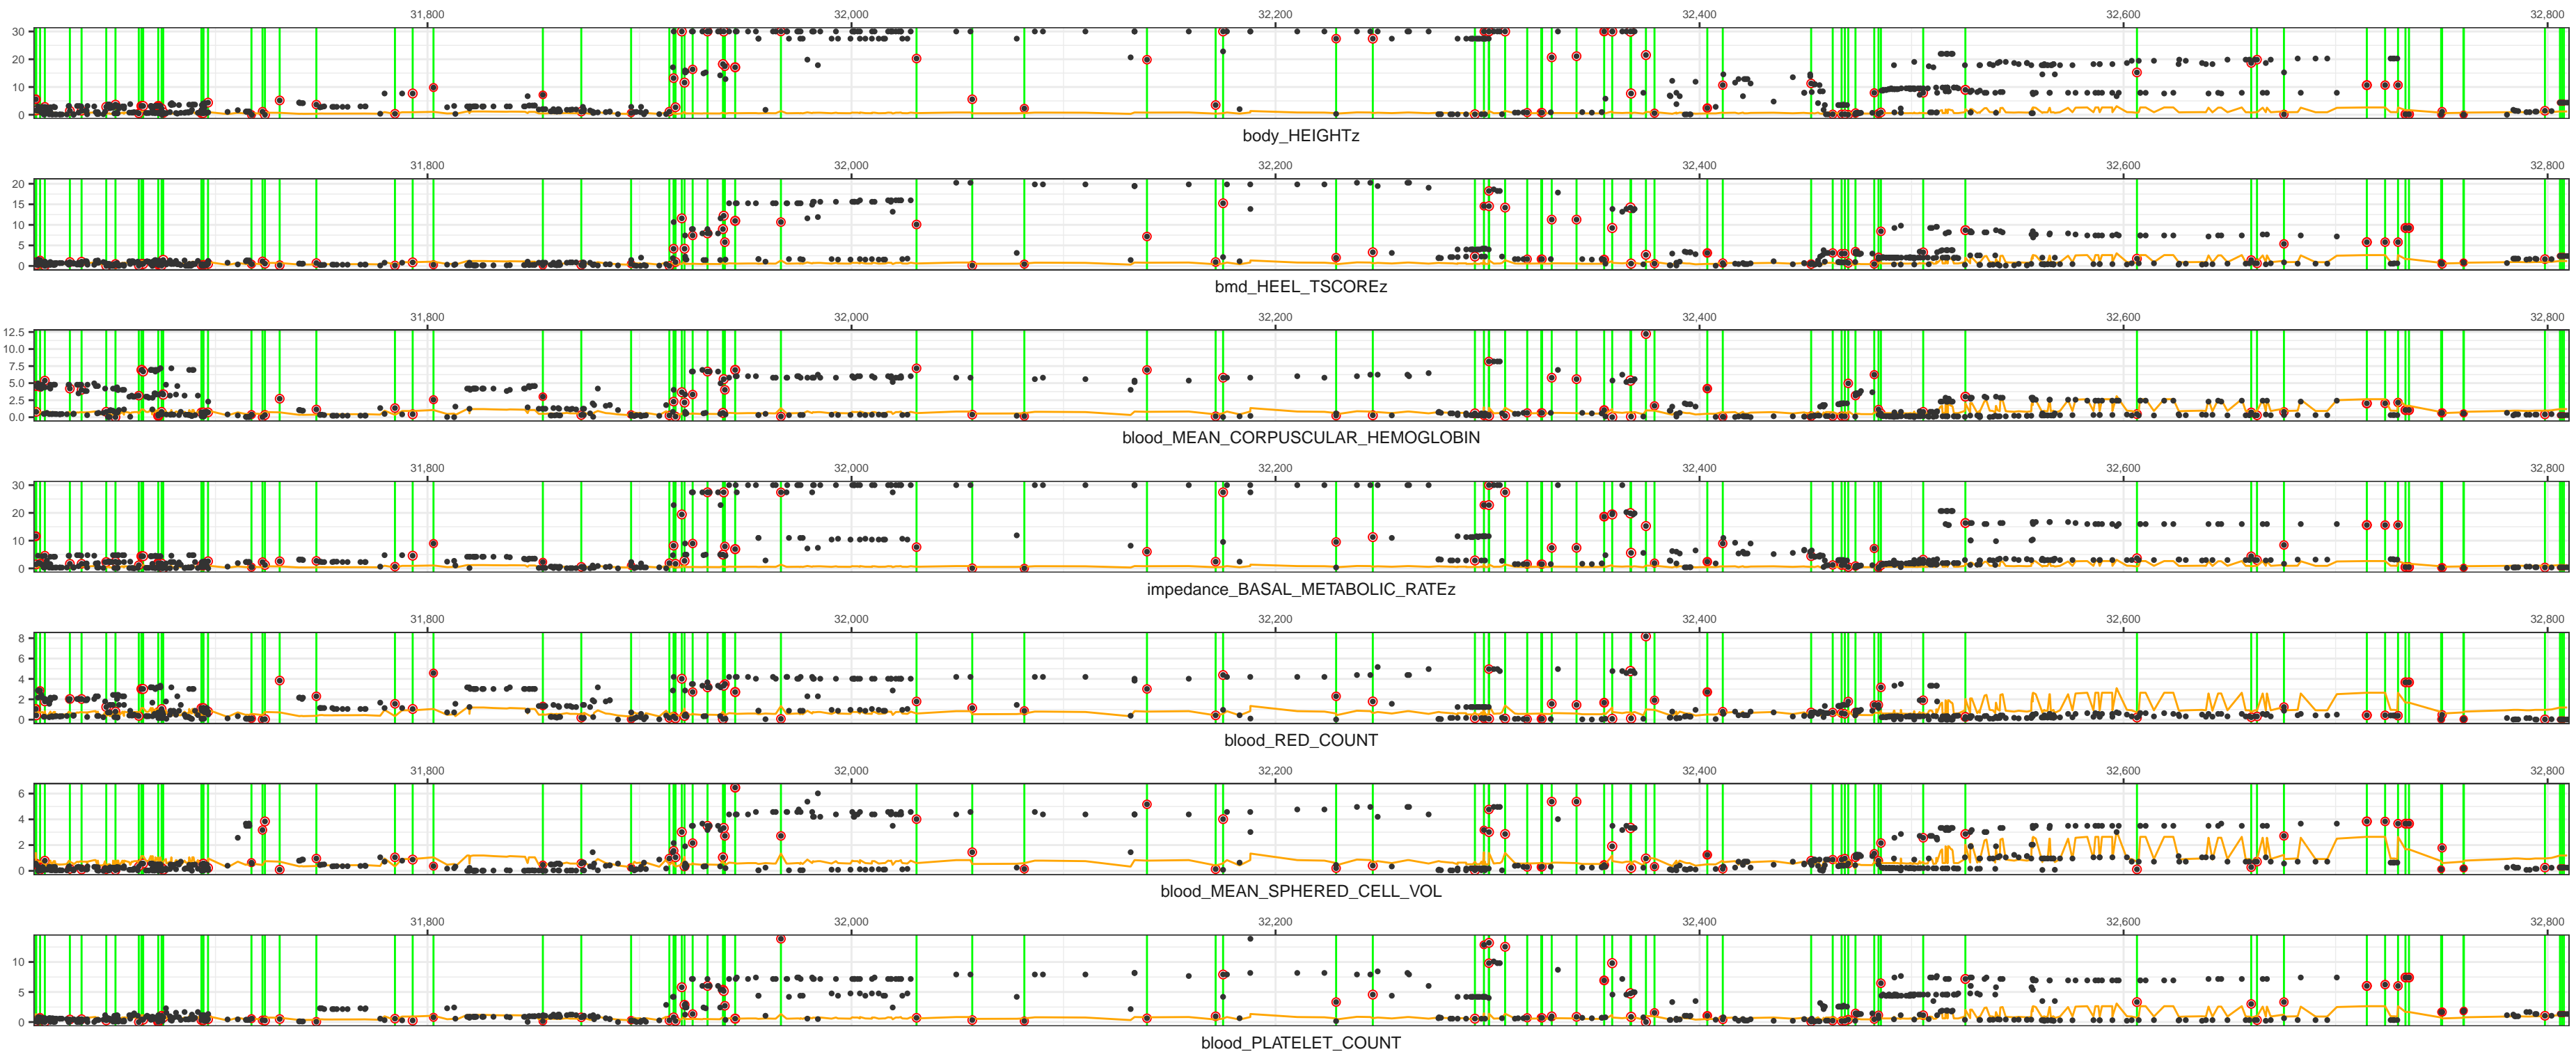 31,800 32,000 32,200 32,400 32,600 32,800
30
20
10
0
body_HEIGHTz
31,800 32,000 32,200 32,400 32,600 32,800
20
15
10
5
0
bmd_HEEL_TSCOREz
31,800 32,000 32,200 32,400 32,600 32,800
12.5
10.0
7.5
5.0
2.5
0.0
blood_MEAN_CORPUSCULAR_HEMOGLOBIN
31,800 32,000 32,200 32,400 32,600 32,800
30
20
10
0
impedance_BASAL_METABOLIC_RATEz
31,800 32,000 32,200 32,400 32,600 32,800
8
6
4
2
0
blood_RED_COUNT
31,800 32,000 32,200 32,400 32,600 32,800
6
4
2
0
blood_MEAN_SPHERED_CELL_VOL
31,800 32,000 32,200 32,400 32,600 32,800
10
5
0
blood_PLATELET_COUNT